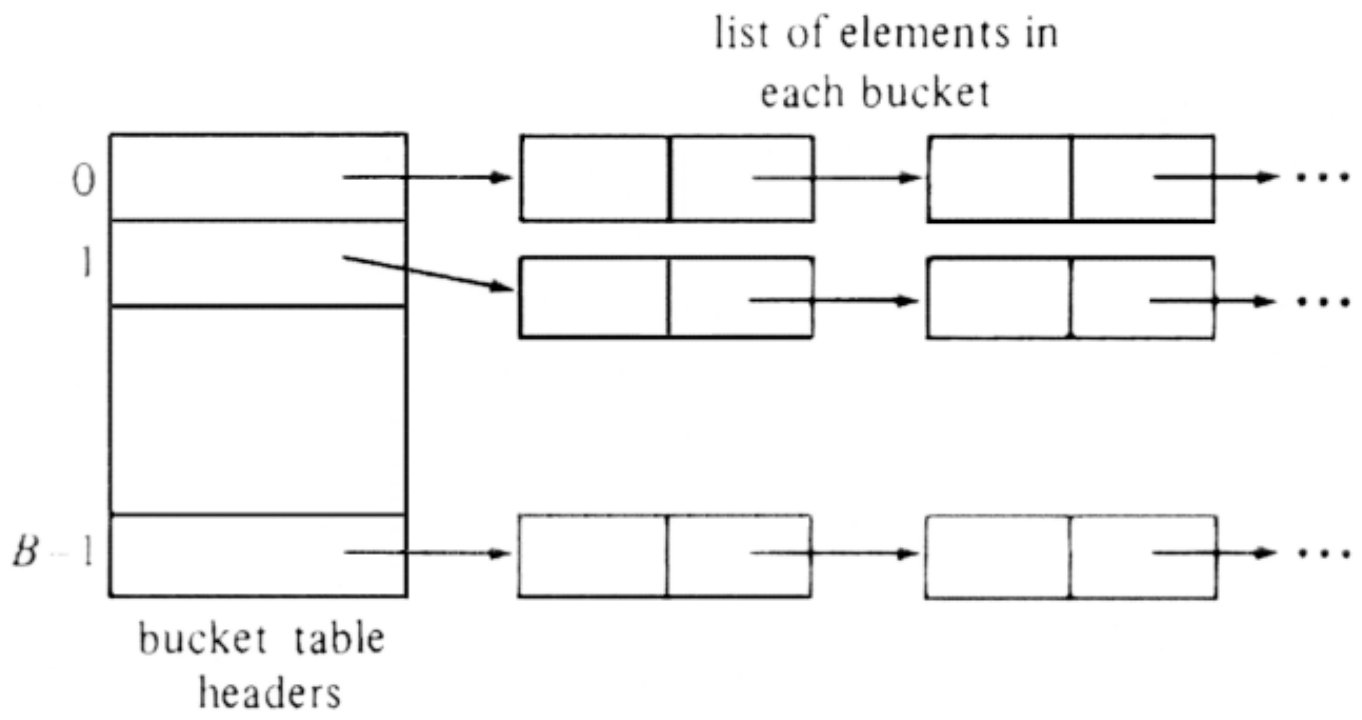 list of elements in
each bucket
0
...
1
...
B-1
...
bucket table
headers